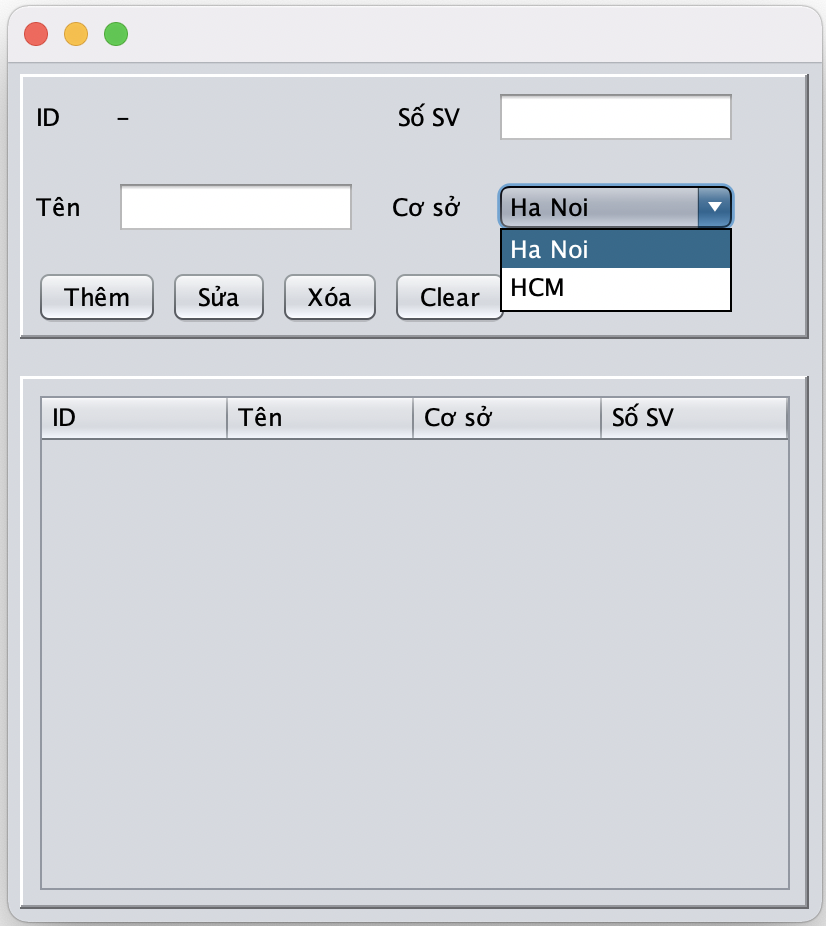 ID - Số SV
Tên Cơ sở Ha Noi
Ha Noi
HCM
Thêm Sửa Xóa Clear
ID Tên Cơ sở Số SV